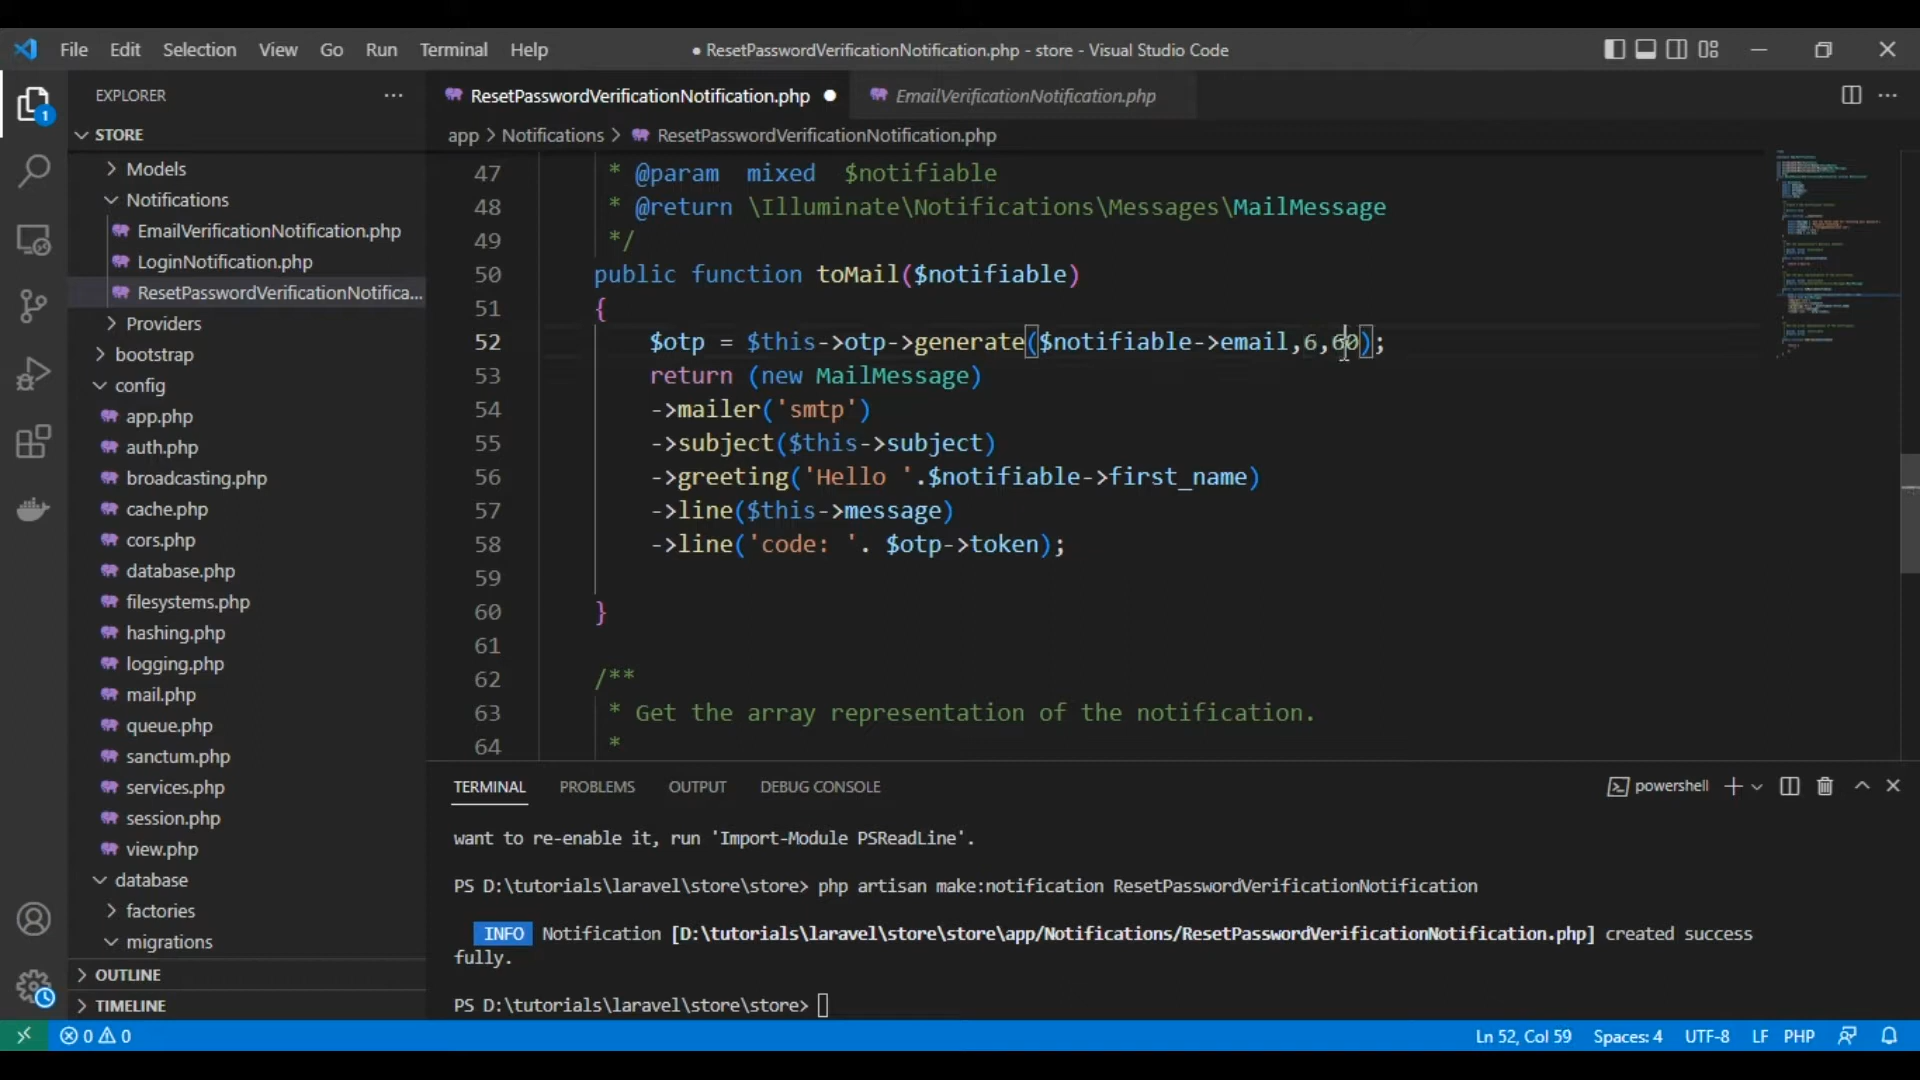 File Edit Selection View Go Run Terminal Help
● ResetPasswordVerificationNotification.php - store - Visual Studio Code
EXPLORER
STORE
Models
Notifications
EmailVerificationNotification.php
LoginNotification.php
ResetPasswordVerificationNotifica...
Providers
bootstrap
config
app.php
auth.php
broadcasting.php
cache.php
cors.php
database.php
filesystems.php
hashing.php
logging.php
mail.php
queue.php
sanctum.php
services.php
session.php
view.php
database
factories
migrations
OUTLINE
TIMELINE
1
ResetPasswordVerificationNotification.php ● EmailVerificationNotification.php
app > Notifications > ResetPasswordVerificationNotification.php
47 * @param  mixed  $notifiable
48 * @return \Illuminate\Notifications\Messages\MailMessage
49 */
50 public function toMail($notifiable)
51 {
52 $otp = $this->otp->generate($notifiable->email,6,60);
53 return (new MailMessage)
54 ->mailer('smtp')
55 ->subject($this->subject)
56 ->greeting('Hello '.$notifiable->first_name)
57 ->line($this->message)
58 ->line('code: '. $otp->token);
59
60 }
61
62 /**
63 * Get the array representation of the notification.
64 *
TERMINAL PROBLEMS OUTPUT DEBUG CONSOLE
powershell
want to re-enable it, run 'Import-Module PSReadLine'.
PS D:\tutorials\laravel\store\store> php artisan make:notification ResetPasswordVerificationNotification
INFO Notification [D:\tutorials\laravel\store\store\app/Notifications/ResetPasswordVerificationNotification.php] created success
fully.
PS D:\tutorials\laravel\store\store>
0 0
Ln 52, Col 59 Spaces: 4 UTF-8 LF PHP